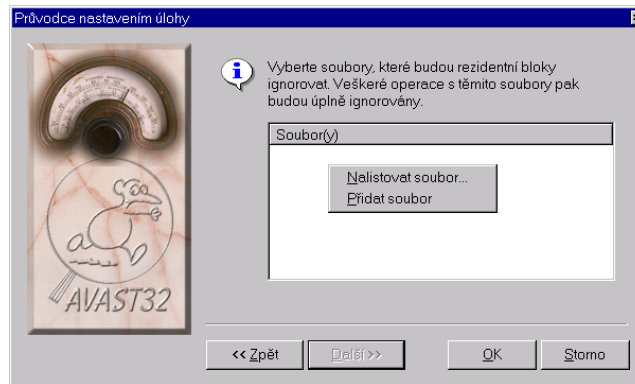 Průvodce nastavením úlohy
Vyberte soubory, které budou rezidentní bloky
ignorovat. Veškeré operace s těmito soubory pak
budou úplně ignorovány.
Soubor(y)
Nalistovat soubor...
Přidat soubor
AVAST32
<< Zpět
Další >>
OK
Storno